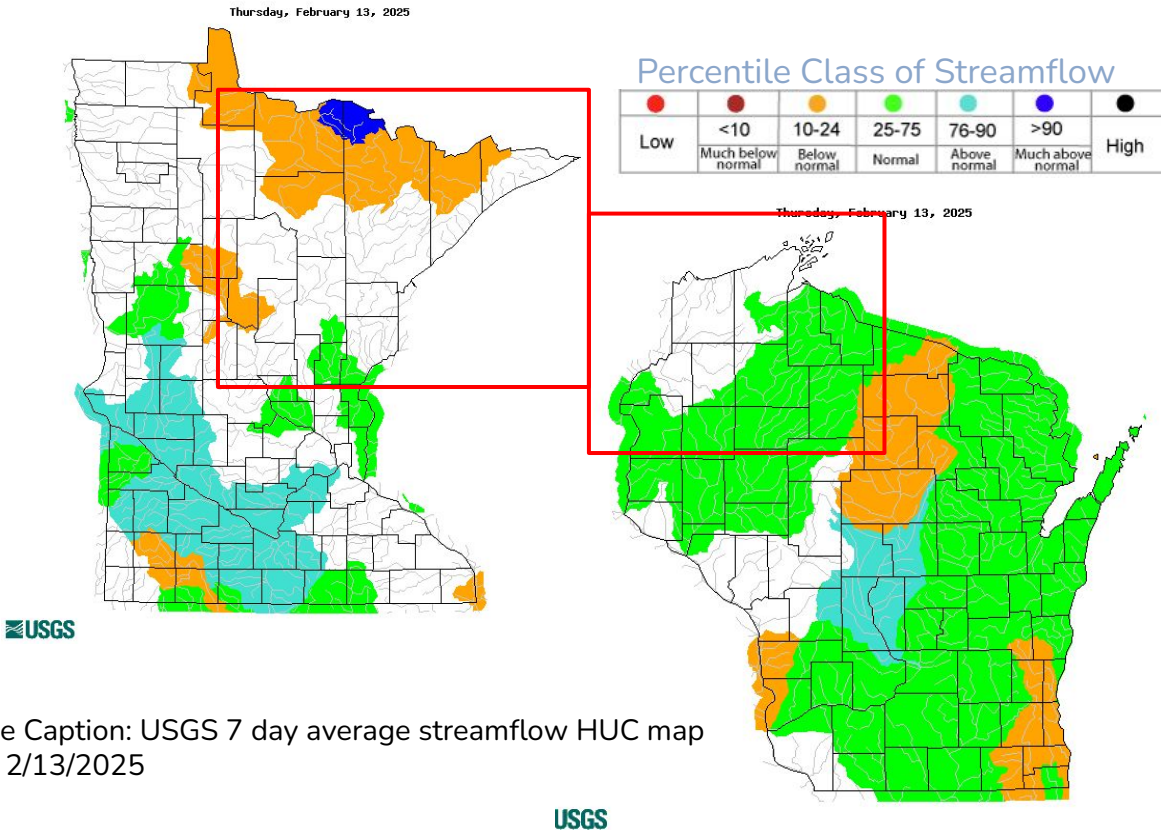 Thursday, February 13, 2025
Percentile Class of Streamflow
Low
<10
Much below normal
10-24
Below normal
25-75
Normal
76-90
Above normal
>90
Much above normal
High
Thursday, February 13, 2025
USGS
e Caption: USGS 7 day average streamflow HUC map
2/13/2025
USGS